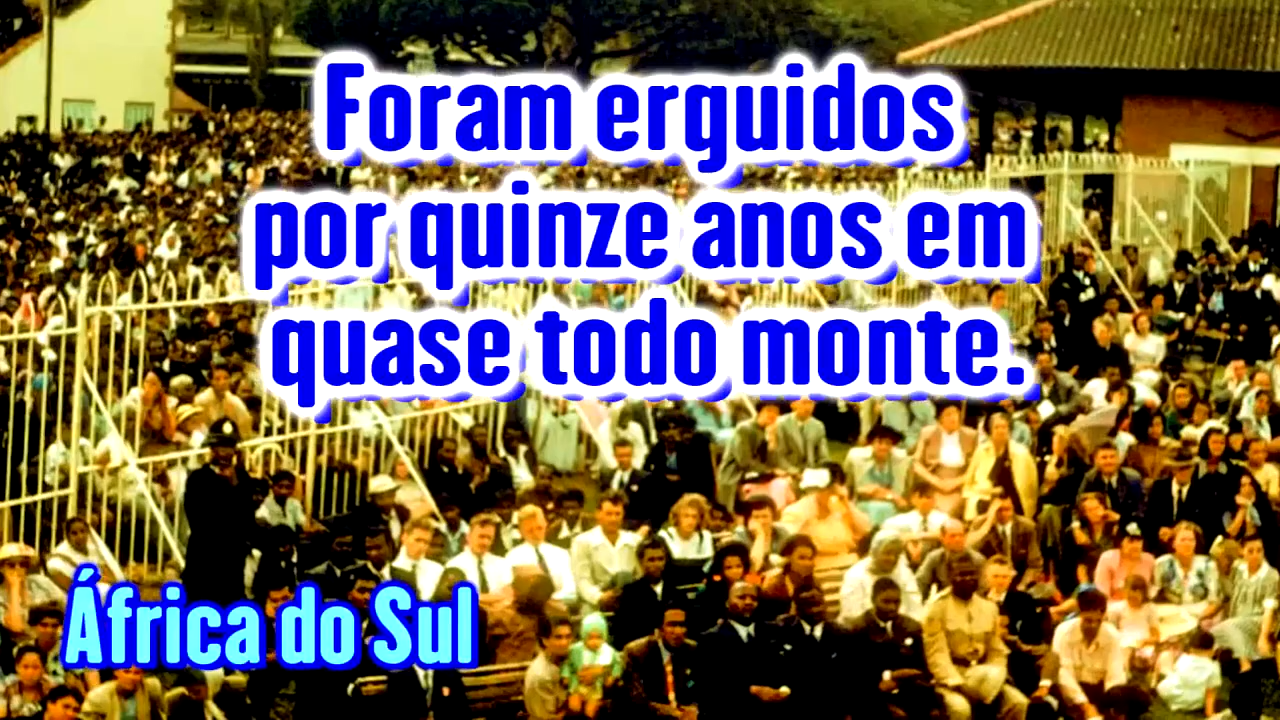 Foram erguidos
por quinze anos em
quase todo monte.
África do Sul